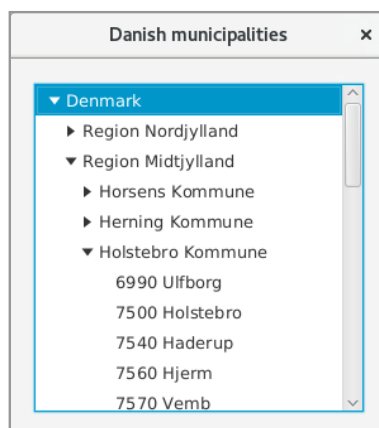 Danish municipalities
Denmark
Region Nordjylland
Region Midtjylland
Horsens Kommune
Herning Kommune
Holstebro Kommune
6990 Ulfborg
7500 Holstebro
7540 Haderup
7560 Hjerm
7570 Vemb